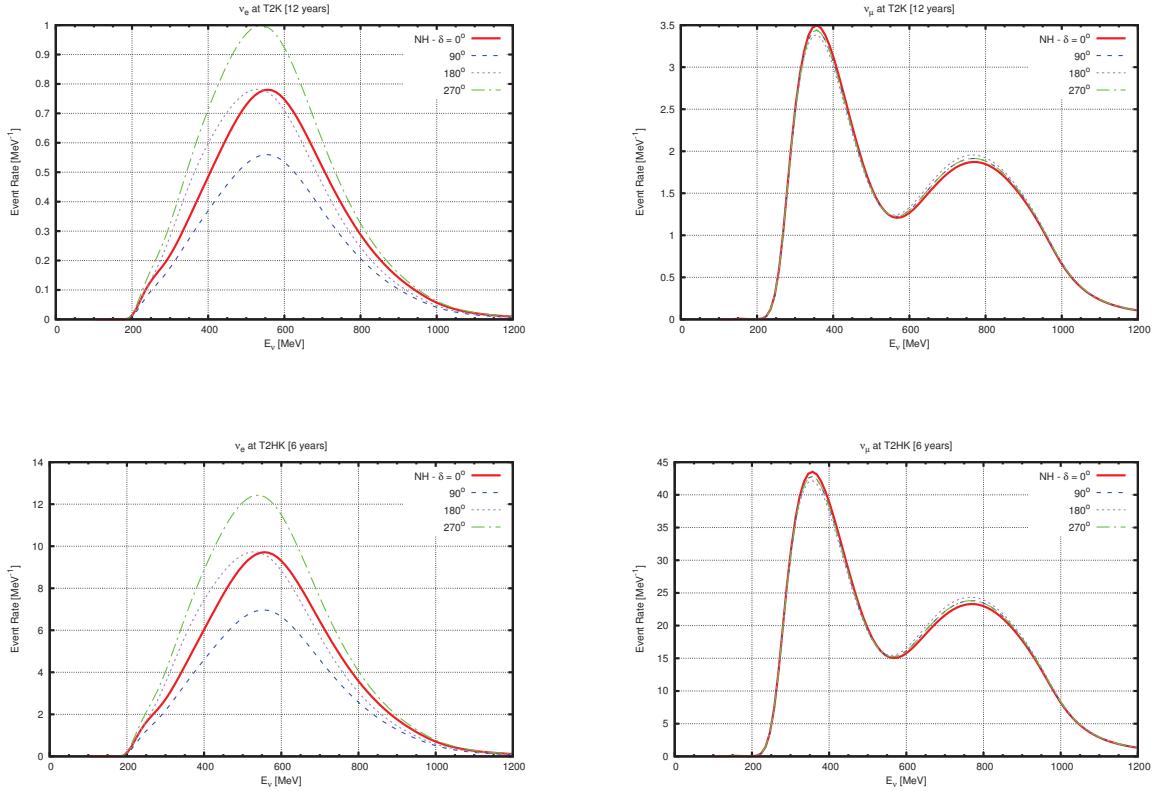 ν_e at T2K [12 years]
Event Rate [MeV⁻¹]
1
0.9
0.8
0.7
0.6
0.5
0.4
0.3
0.2
0.1
0
0 200 400 600 800 1000 1200
E_ν [MeV]
NH - δ = 0°
90°
180°
270°
ν_μ at T2K [12 years]
Event Rate [MeV⁻¹]
3.5
3
2.5
2
1.5
1
0.5
0
0 200 400 600 800 1000 1200
E_ν [MeV]
NH - δ = 0°
90°
180°
270°
ν_e at T2HK [6 years]
Event Rate [MeV⁻¹]
14
12
10
8
6
4
2
0
0 200 400 600 800 1000 1200
E_ν [MeV]
NH - δ = 0°
90°
180°
270°
ν_μ at T2HK [6 years]
Event Rate [MeV⁻¹]
45
40
35
30
25
20
15
10
5
0
0 200 400 600 800 1000 1200
E_ν [MeV]
NH - δ = 0°
90°
180°
270°